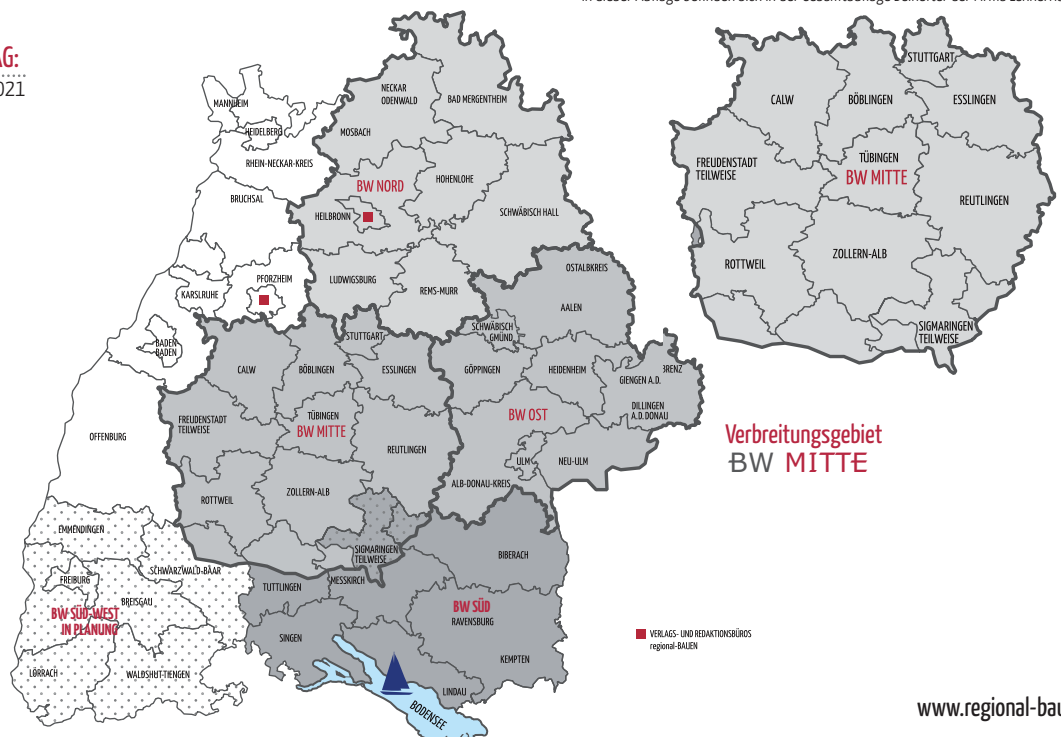 AG:
021
MANNHEIM
HEIDELBERG
RHEIN-NECKAR-KREIS
BRUCHSAL
PFORZHEIM
KARSLRUHE
BADEN
BADEN
OFFENBURG
NECKAR
ODENWALD
BAD MERGENTHEIM
MOSBACH
BW NORD
HOHENLOHE
HEILBRONN
SCHWÄBISCH HALL
LUDWIGSBURG
REMS-MURR
OSTALBKREIS
AALEN
SCHWÄBISCH
GMÜND
STUTTGART
CALW
BÖBLINGEN
ESSLINGEN
GÖPPINGEN
HEIDENHEIM
BRENZ
GIENGEN A.D.
DILLINGEN
A.D. DONAU
FREUDENSTADT
TEILWEISE
TÜBINGEN
BW MITTE
BW OST
REUTLINGEN
ULM
NEU-ULM
ROTTWEIL
ZOLLERN-ALB
ALB-DONAU-KREIS
SIGMARINGEN
TEILWEISE
BIBERACH
EMMENDINGEN
SCHWARZWALD-BAAR
FREIBURG
BREISGAU
BW SÜD-WEST
IN PLANUNG
LÖRRACH
WALDSHUT-TIENGEN
TUTTLINGEN
MESSKIRCH
BW SÜD
RAVENSBURG
SINGEN
KEMPTEN
LINDAU
BODENSEE
STUTTGART
CALW
BÖBLINGEN
ESSLINGEN
FREUDENSTADT
TEILWEISE
TÜBINGEN
BW MITTE
REUTLINGEN
ROTTWEIL
ZOLLERN-ALB
SIGMARINGEN
TEILWEISE
Verbreitungsgebiet
BW MITTE
VERLAGS- UND REDAKTIONSBÜROS
regional-BAUEN
www.regional-bau